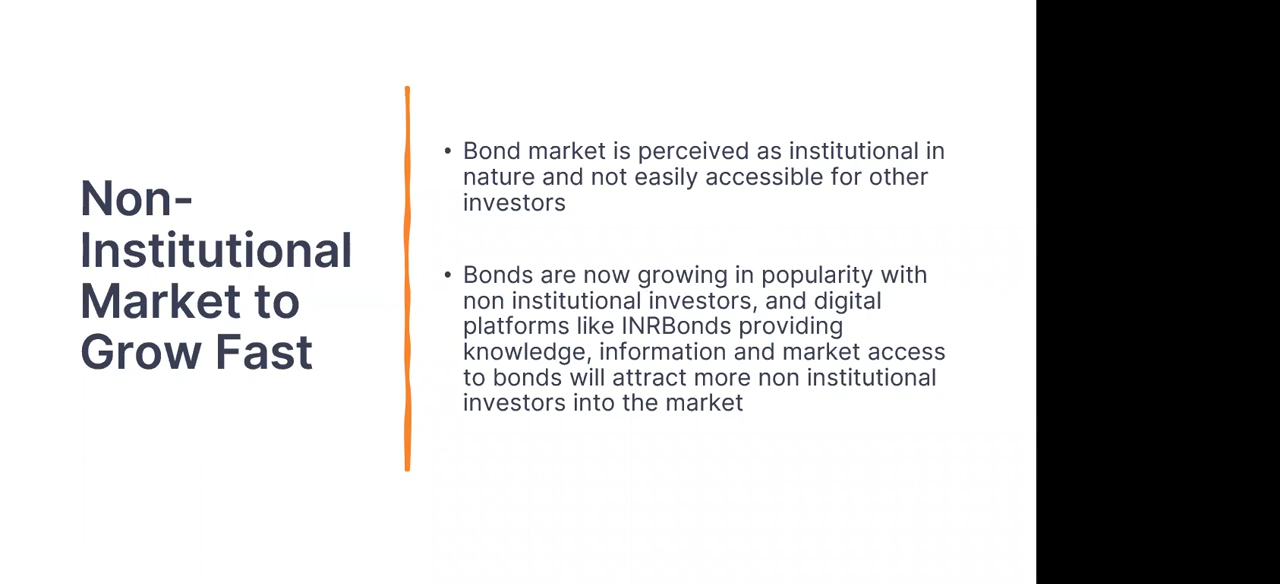 Non-
Institutional
Market to
Grow Fast
• Bond market is perceived as institutional in
nature and not easily accessible for other
investors
• Bonds are now growing in popularity with
non institutional investors, and digital
platforms like INRBonds providing
knowledge, information and market access
to bonds will attract more non institutional
investors into the market